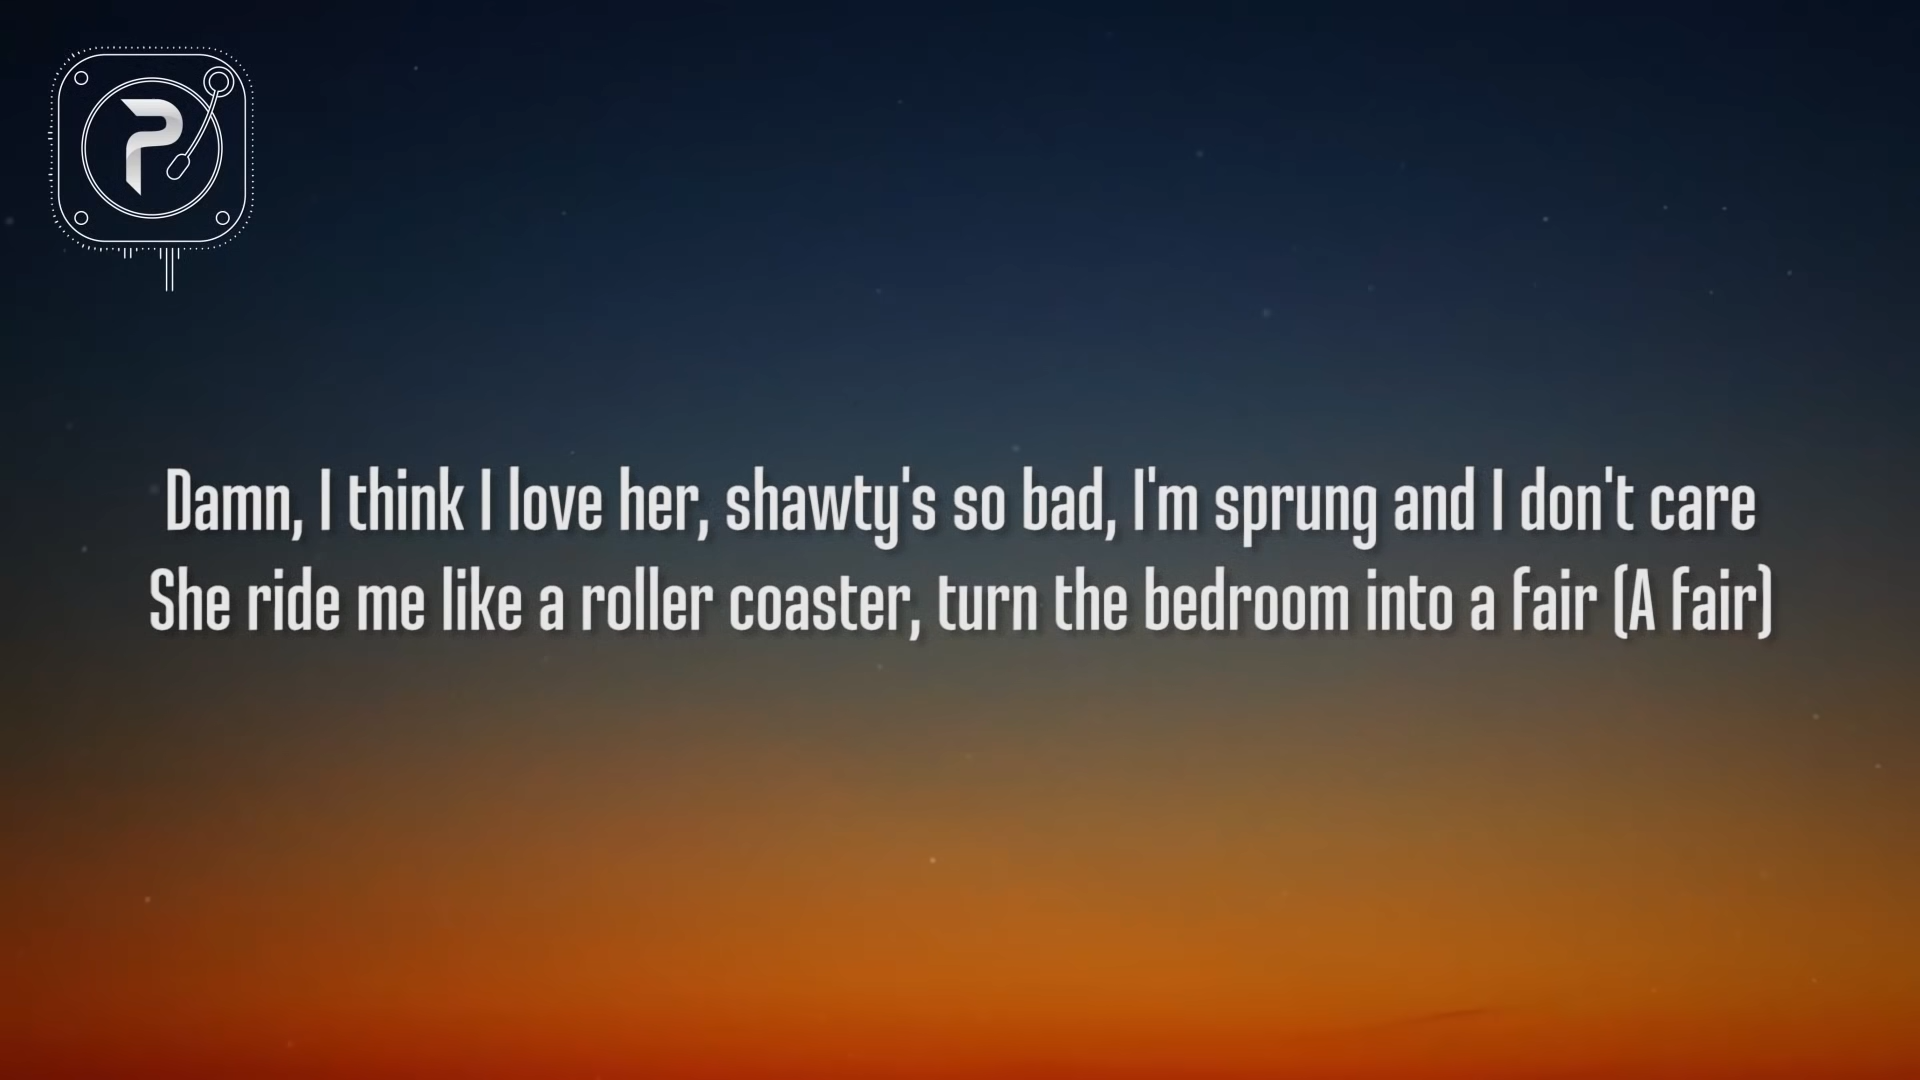 P
Damn, I think I love her, shawty's so bad, I'm sprung and I don't care
She ride me like a roller coaster, turn the bedroom into a fair (A fair)